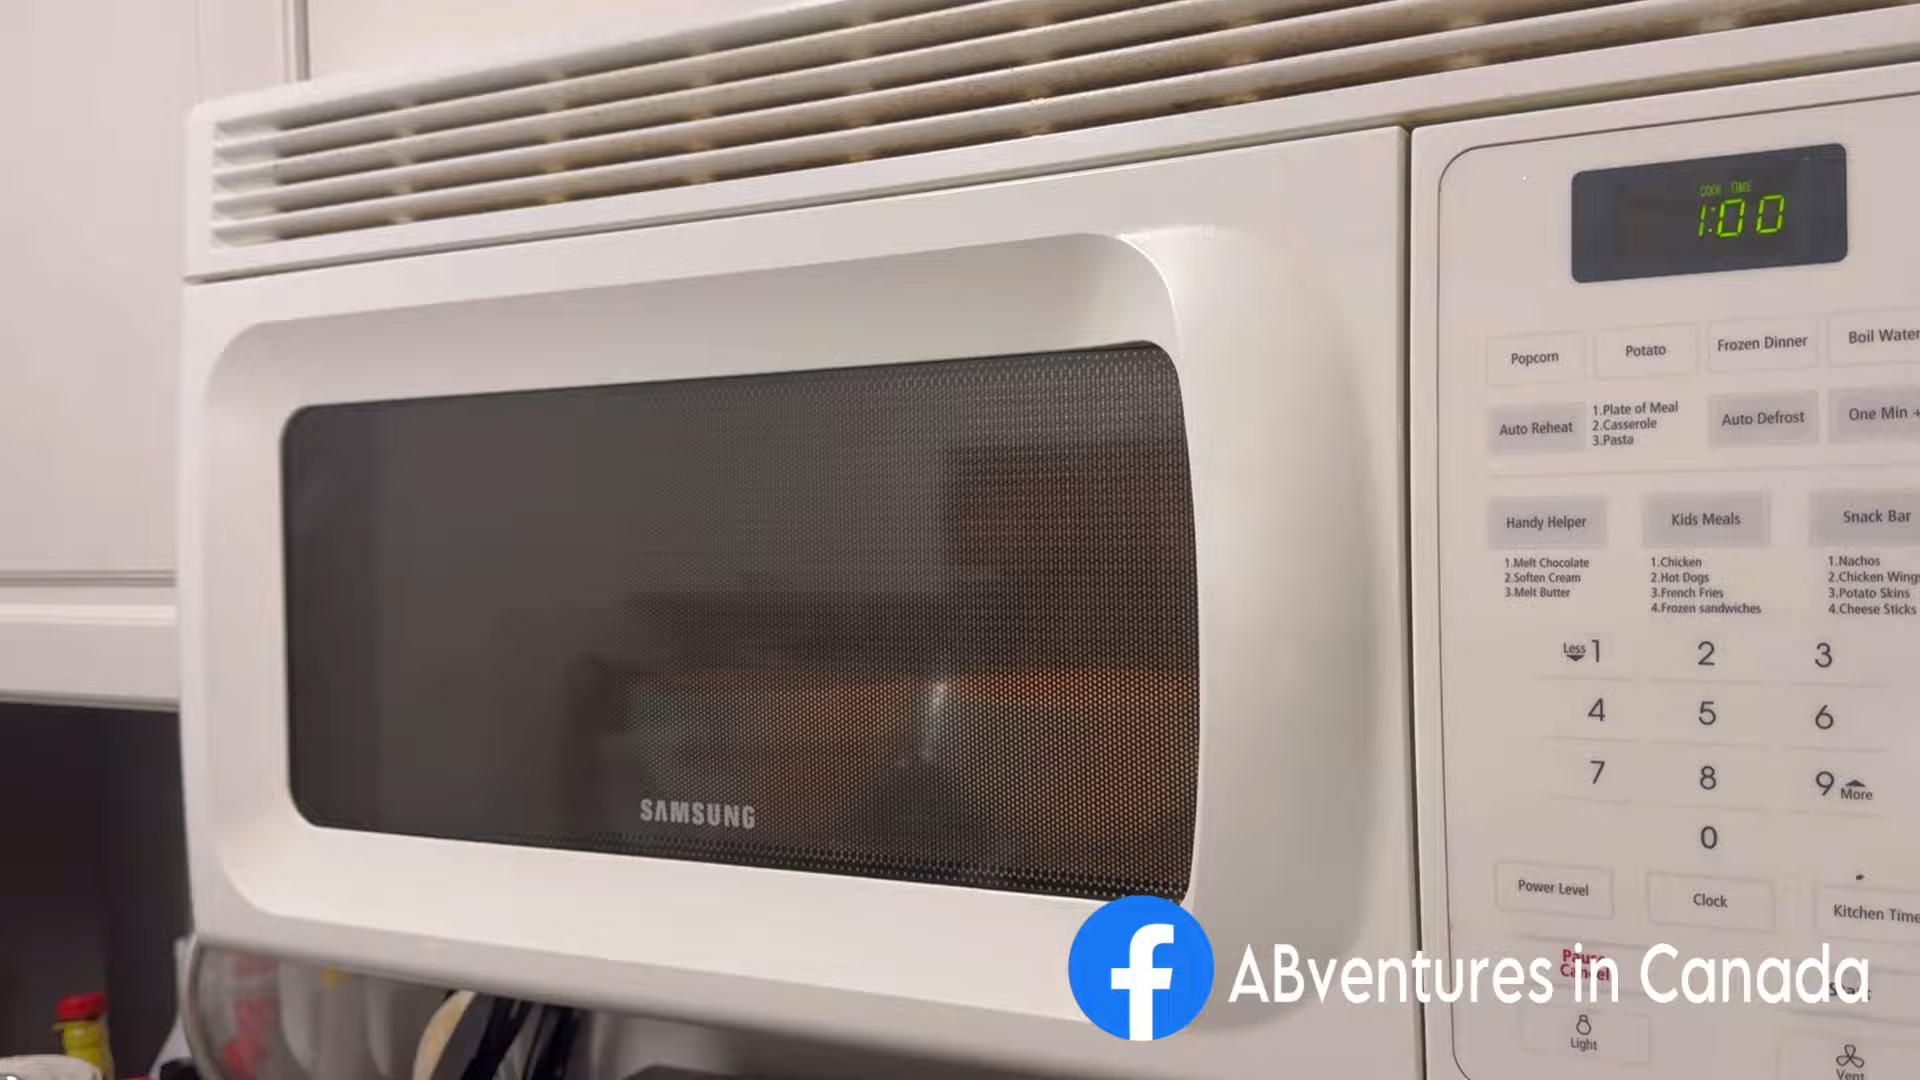 COOK TIME
1:00
Popcorn
Potato
Frozen Dinner
Boil Water
Auto Reheat
1.Plate of Meal
2.Casserole
3.Pasta
Auto Defrost
One Min +
Handy Helper
Kids Meals
Snack Bar
1.Melt Chocolate
2.Soften Cream
3.Melt Butter
1.Chicken
2.Hot Dogs
3.French Fries
4.Frozen sandwiches
1.Nachos
2.Chicken Wings
3.Potato Skins
4.Cheese Sticks
Less 1
2
3
4
5
6
7
8
9 More
0
SAMSUNG
Power Level
Clock
Kitchen Time
Pause
Cancel
ABventures in Canada
Light
Vent